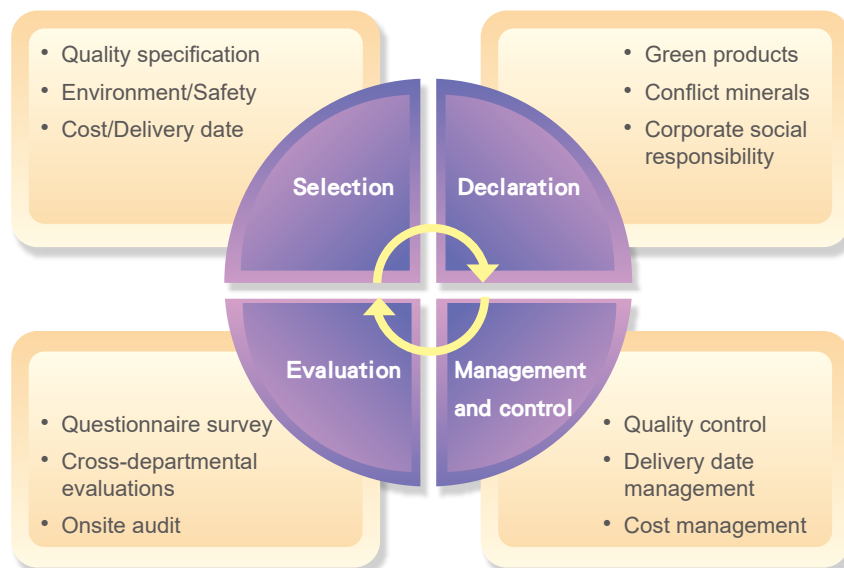 • Quality specification
• Environment/Safety
• Cost/Delivery date
• Green products
• Conflict minerals
• Corporate social
responsibility
Selection
Declaration
Evaluation
Management
and control
• Questionnaire survey
• Cross-departmental
evaluations
• Onsite audit
• Quality control
• Delivery date
management
• Cost management